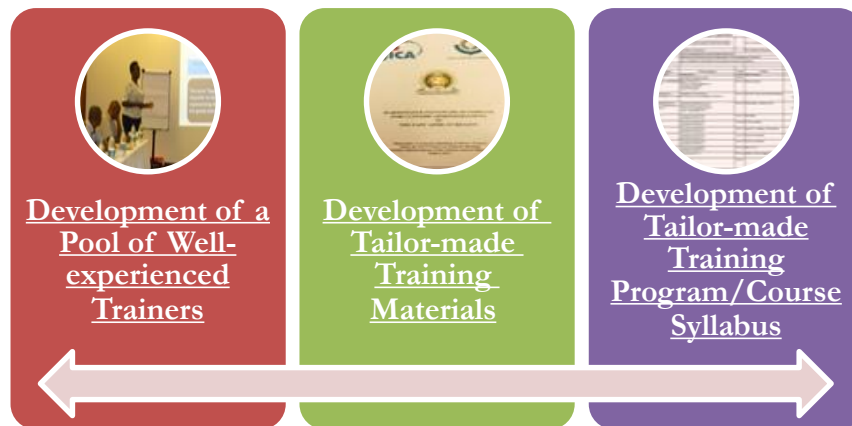 Development of a
Pool of Well-
experienced
Trainers
Development of
Tailor-made
Training
Materials
Development of
Tailor-made
Training
Program/Course
Syllabus